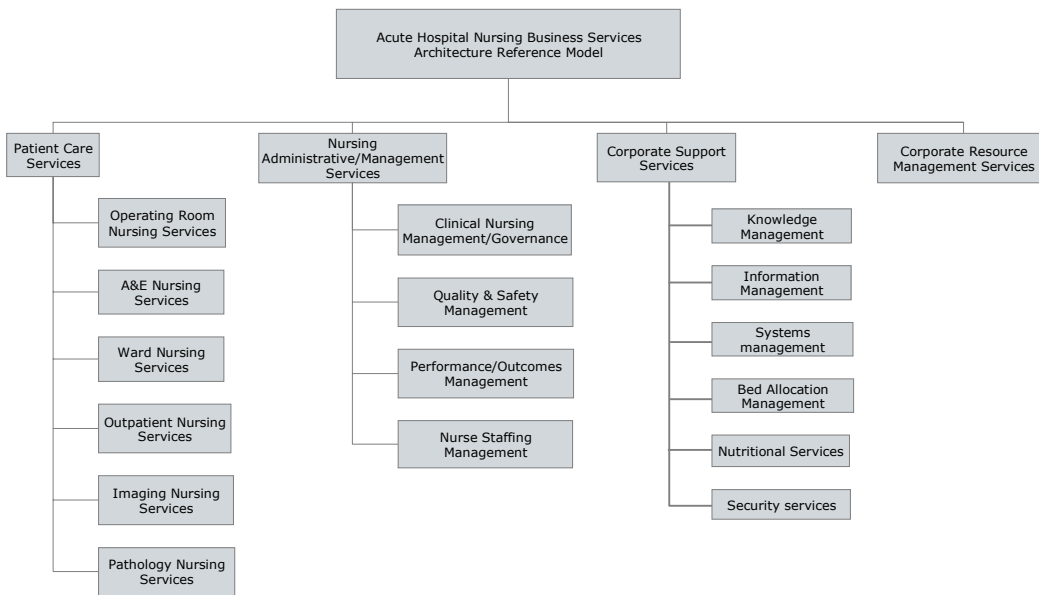 Acute Hospital Nursing Business Services
Architecture Reference Model
Patient Care
Services
Operating Room
Nursing Services
A&E Nursing
Services
Ward Nursing
Services
Outpatient Nursing
Services
Imaging Nursing
Services
Pathology Nursing
Services
Nursing
Administrative/Management
Services
Clinical Nursing
Management/Governance
Quality & Safety
Management
Performance/Outcomes
Management
Nurse Staffing
Management
Corporate Support
Services
Knowledge
Management
Information
Management
Systems
management
Bed Allocation
Management
Nutritional Services
Security services
Corporate Resource
Management Services